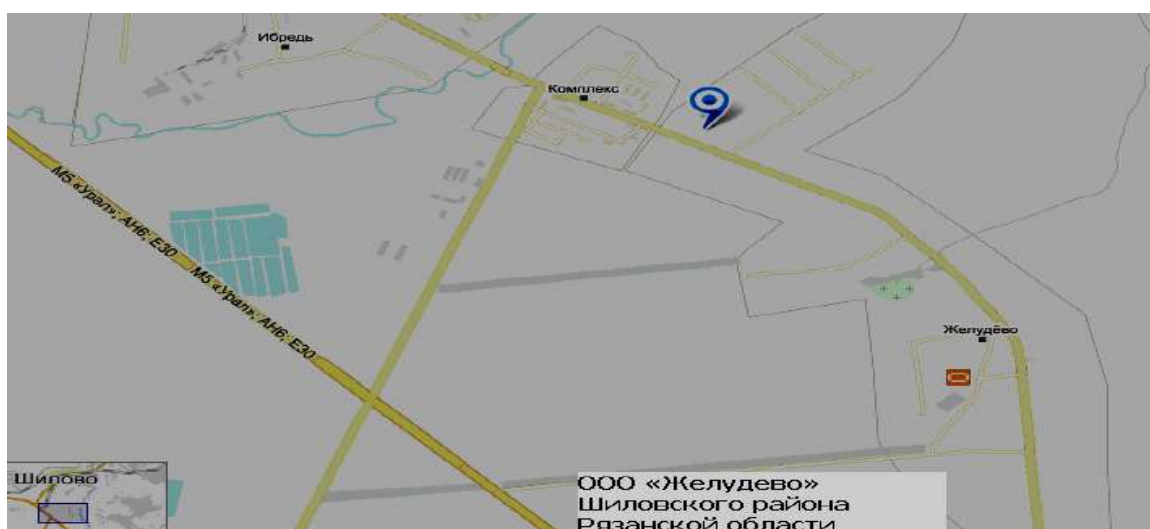 Ибредь
Комплекс
М5 «Урал»; АН6; Е30
М5 «Урал»; АН6; Е30
Желудёво
Шилово
ООО «Желудево»
Шиловского района
Рязанской области